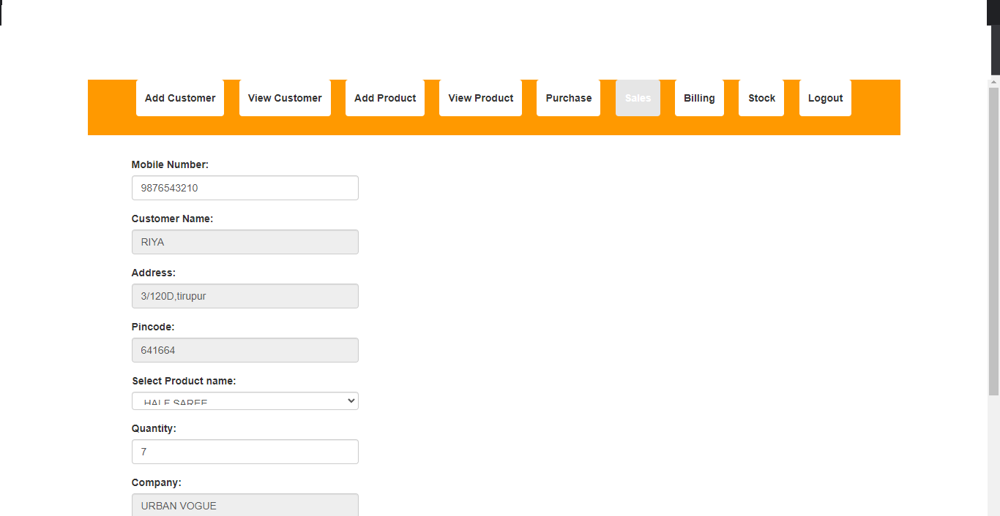 Add Customer View Customer Add Product View Product Purchase Sales Billing Stock Logout
Mobile Number:
9876543210
Customer Name:
RIYA
Address:
3/120D,tirupur
Pincode:
641664
Select Product name:
HALF SAREE
Quantity:
7
Company:
URBAN VOGUE